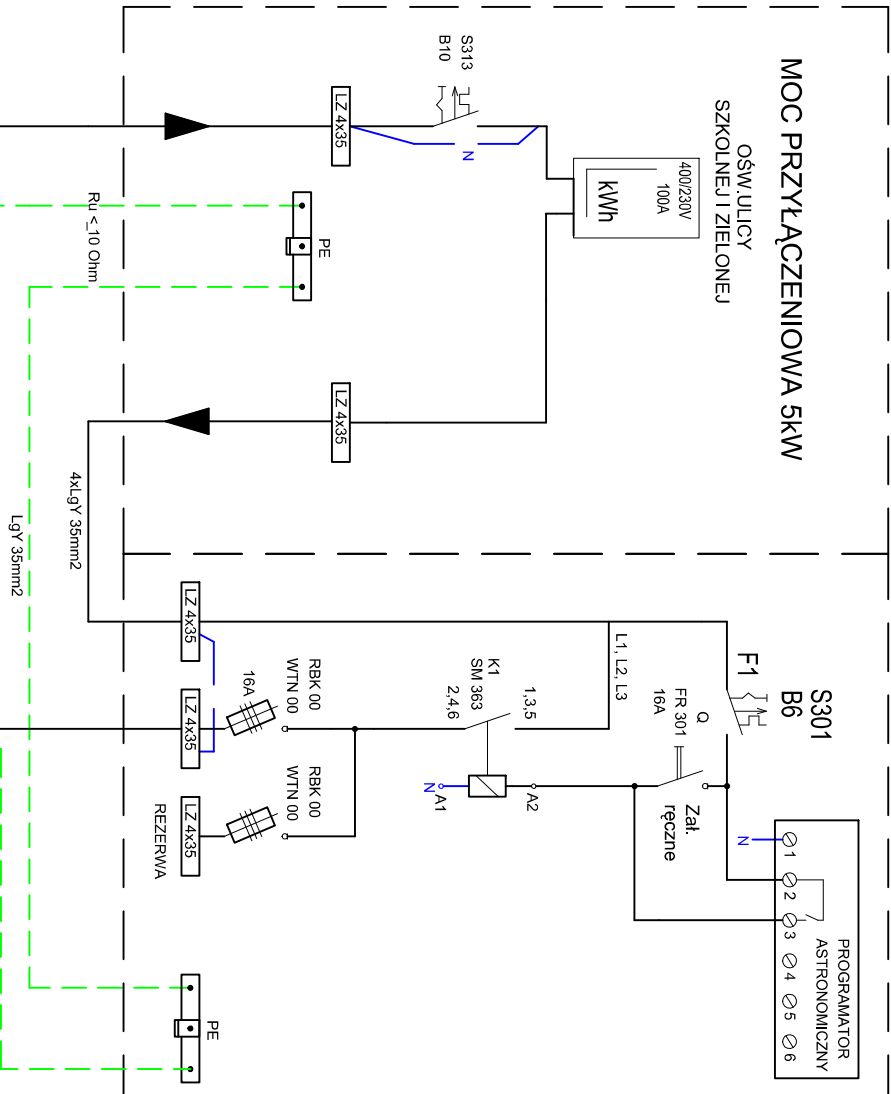 MOC PRZYŁĄCZENIOWA 5kW
OŚW.ULICY
SZKOLNEJ I ZIELONEJ
400/230V
100A
kWh
S313
B10
N
LZ 4x35
PE
Ru <_10 Ohm
LZ 4x35
4xLgY 35mm2
LgY 35mm2
S301
B6
F1
Q
FR 301
16A
Zał.
ręczne
L1, L2, L3
K1
SM 363
1,3,5
2,4,6
A2
A1
N
RBK 00
WTN 00
16A
RBK 00
WTN 00
LZ 4x35
LZ 4x35
LZ 4x35
REZERWA
PE
PROGRAMATOR
ASTRONOMICZNY
1
2
3
4
5
6
N